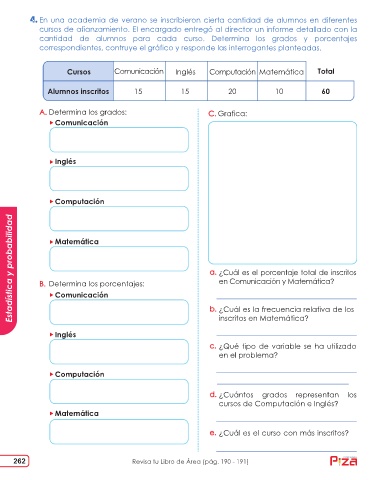 4. En una academia de verano se inscribieron cierta cantidad de alumnos en diferentes
cursos de afianzamiento. El encargado entregó al director un informe detallado con la
cantidad de alumnos para cada curso. Determina los grados y porcentajes
correspondientes, contruye el gráfico y responde las interrogantes planteadas.
Cursos Comunicación Inglés Computación Matemática Total
Alumnos inscritos 15 15 20 10 60
A. Determina los grados:
Comunicación
Inglés
Computación
Matemática
B. Determina los porcentajes:
Comunicación
Inglés
Computación
Matemática
C. Grafica:
a. ¿Cuál es el porcentaje total de inscritos
en Comunicación y Matemática?
b. ¿Cuál es la frecuencia relativa de los
inscritos en Matemática?
c. ¿Qué tipo de variable se ha utilizado
en el problema?
d. ¿Cuántos grados representan los
cursos de Computación e Inglés?
e. ¿Cuál es el curso con más inscritos?
Estadística y probabilidad
262
Revisa tu Libro de Área (pág. 190 - 191)